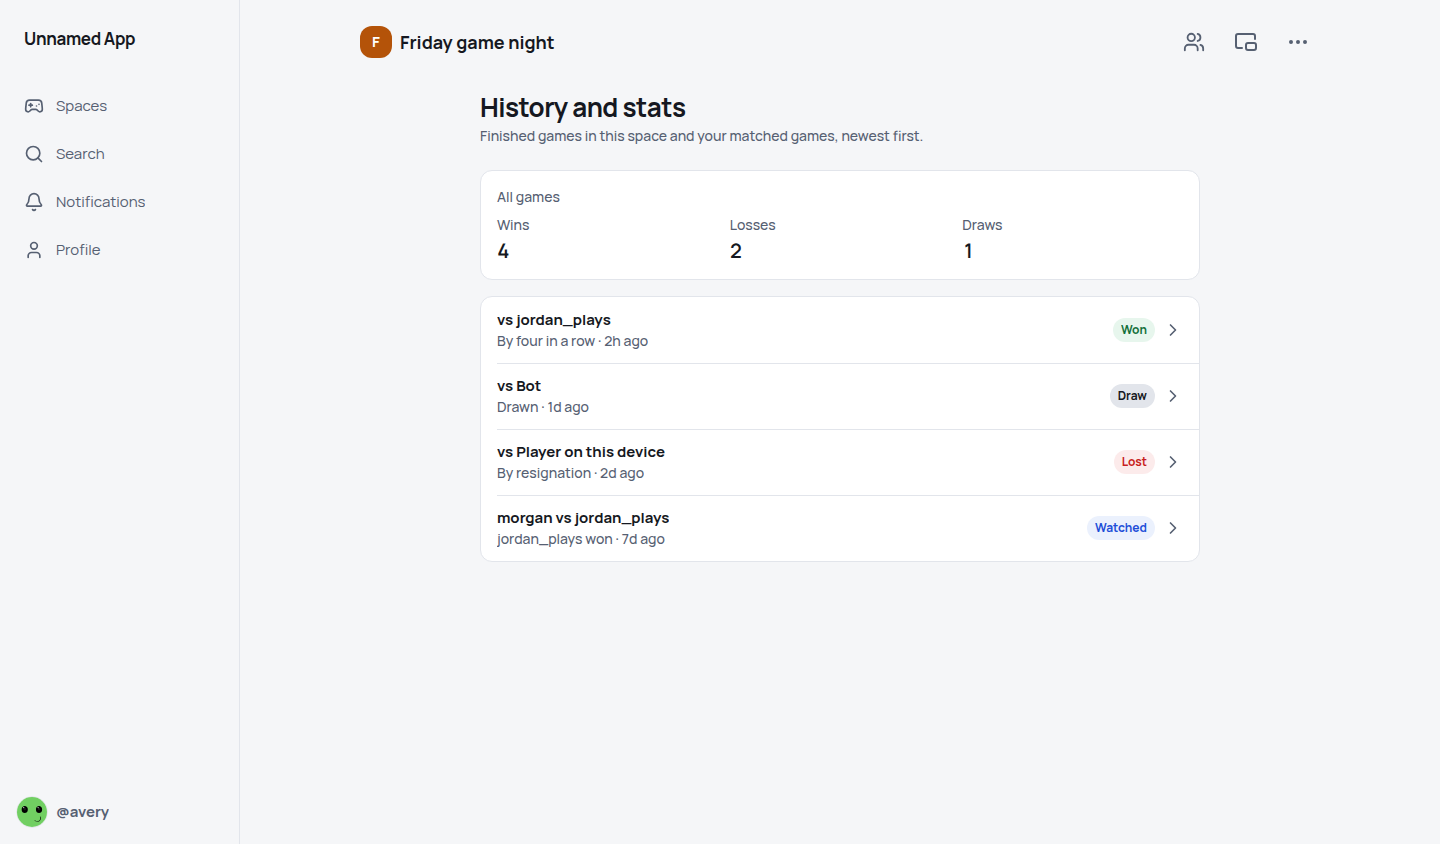 Unnamed App
Spaces
Search
Notifications
Profile
@avery
F
Friday game night
History and stats
Finished games in this space and your matched games, newest first.
All games
Wins
Losses
Draws
4
2
1
vs jordan_plays
By four in a row · 2h ago
Won
vs Bot
Drawn · 1d ago
Draw
vs Player on this device
By resignation · 2d ago
Lost
morgan vs jordan_plays
jordan_plays won · 7d ago
Watched